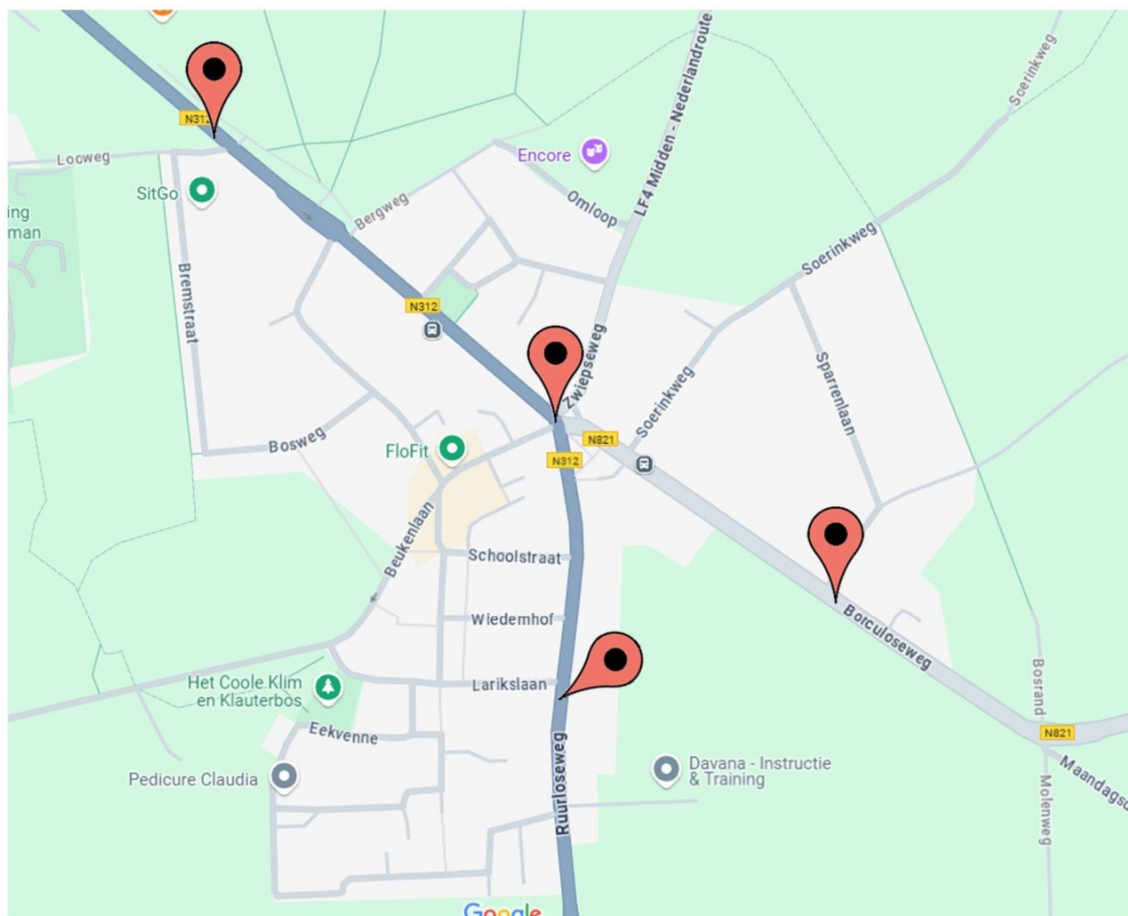 LF4 Midden - Nederlandroute
Soerinkweg
N312
Looweg
Encore
SitGo
Omloop
Bergweg
ing
man
Soerinkweg
Bremstraat
N312
Zwiepseweg
Soerinkweg
Sparrenlaan
Bosweg
N821
FloFit
N312
Beukenlaan
Schoolstraat
Wiedemhof
Borculoseweg
Larikslaan
Het Coole Klim
en Klauterbos
Bosrand
Eekvenne
N821
Ruurloseweg
Pedicure Claudia
Davana - Instructie
& Training
Maandagsc
Molenweg
Google